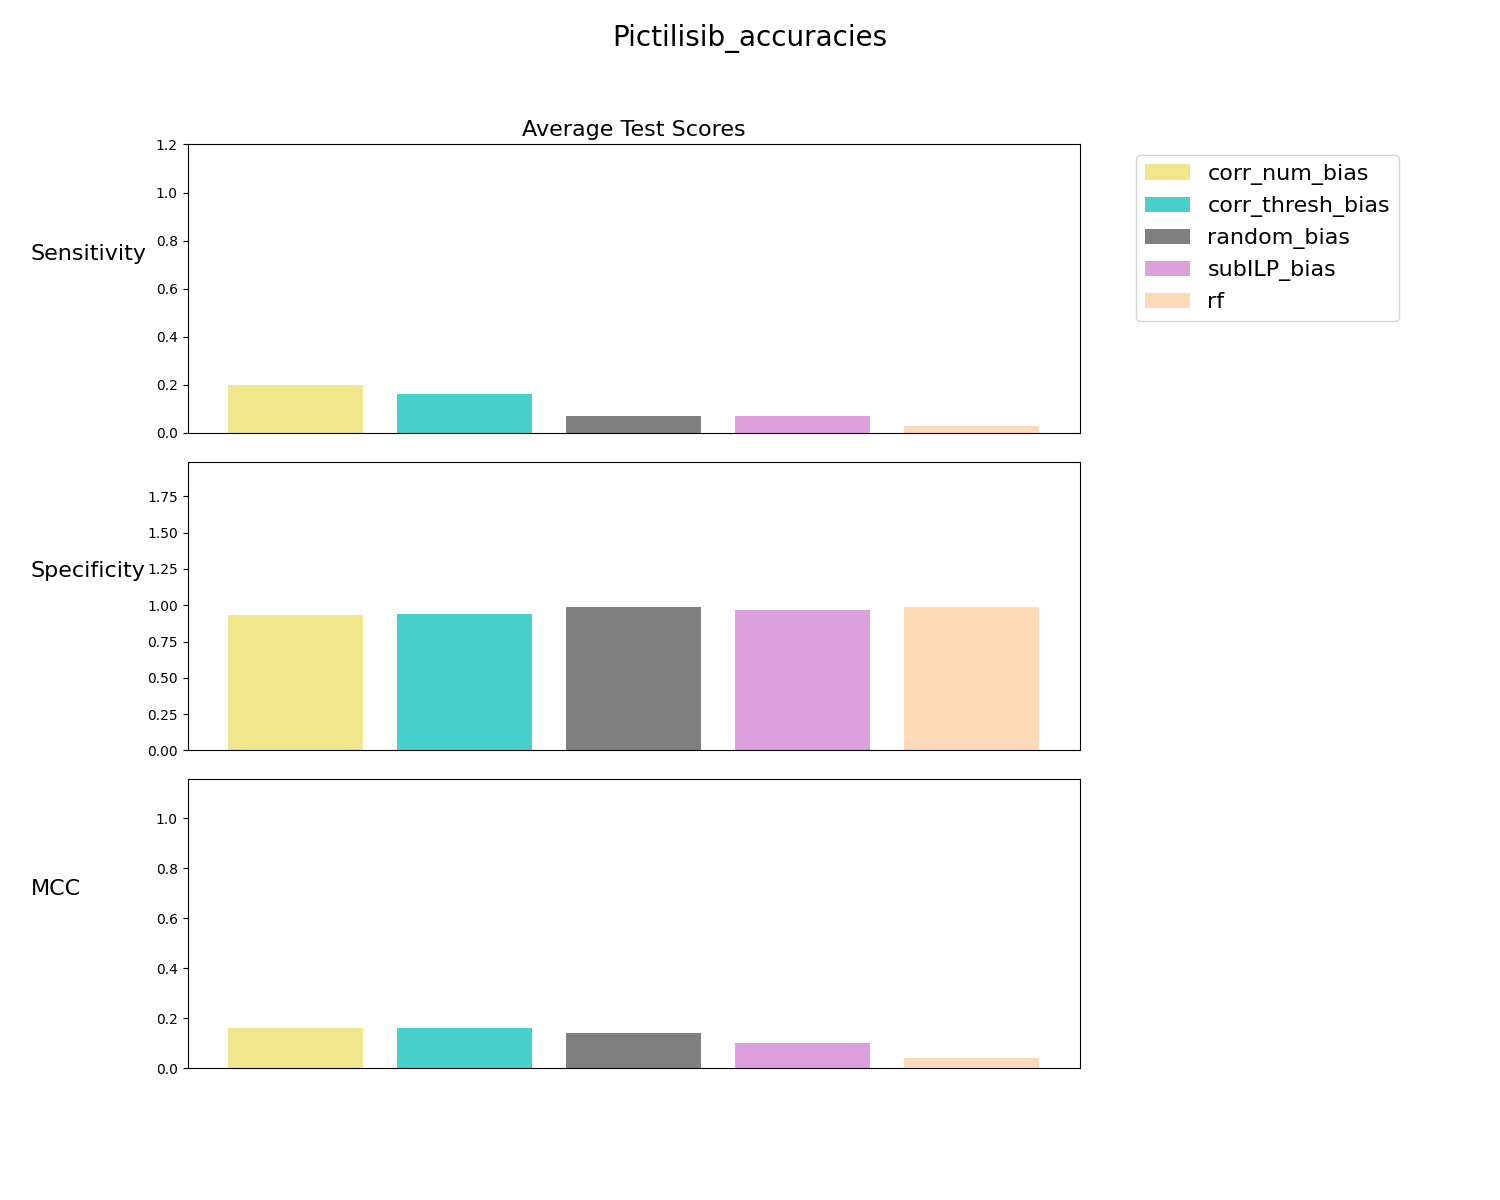 Pictilisib_accuracies
Average Test Scores
Sensitivity
1.2
1.0
0.8
0.6
0.4
0.2
0.0
corr_num_bias
corr_thresh_bias
random_bias
subILP_bias
rf
Specificity
1.75
1.50
1.25
1.00
0.75
0.50
0.25
0.00
MCC
1.0
0.8
0.6
0.4
0.2
0.0